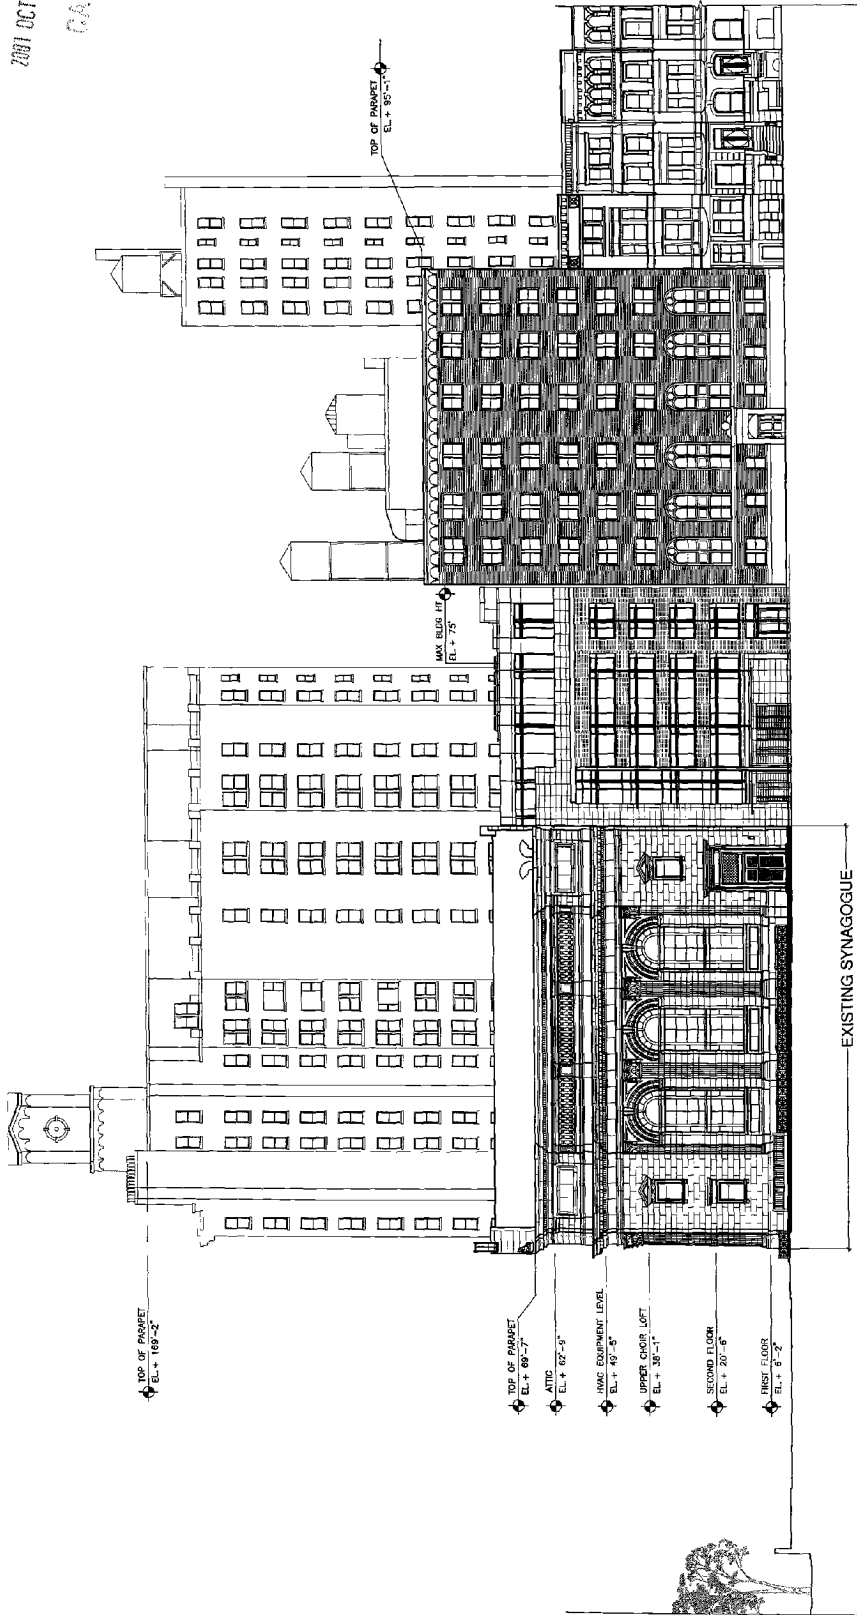 2001 OCT
TOP OF PARAPET
EL. + 95'-1"
MAX BLDG HT
EL. + 75'
TOP OF PARAPET
EL. + 169'-2"
TOP OF PARAPET
EL. + 69'-7"
ATTIC
EL. + 62'-9"
HVAC EQUIPMENT LEVEL
EL. + 49'-5"
UPPER CHOIR LOFT
EL. + 38'-1"
SECOND FLOOR
EL. + 20'-6"
FIRST FLOOR
EL. + 6'-2"
EXISTING SYNAGOGUE